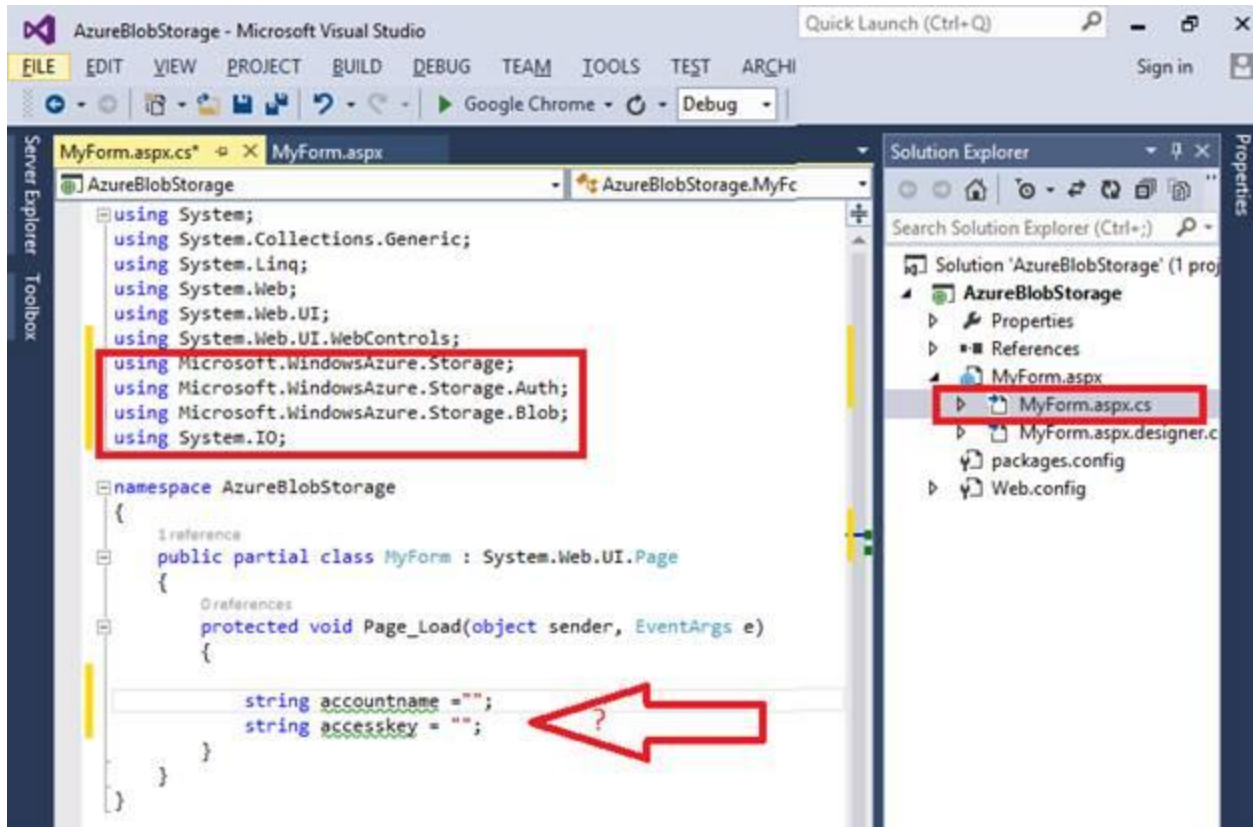 AzureBlobStorage - Microsoft Visual Studio
Quick Launch (Ctrl+Q)
FILE EDIT VIEW PROJECT BUILD DEBUG TEAM TOOLS TEST ARCHI
Sign in
Google Chrome
Debug
Server Explorer
Toolbox
MyForm.aspx.cs*
MyForm.aspx
AzureBlobStorage
AzureBlobStorage.MyFc
using System;
using System.Collections.Generic;
using System.Linq;
using System.Web;
using System.Web.UI;
using System.Web.UI.WebControls;
using Microsoft.WindowsAzure.Storage;
using Microsoft.WindowsAzure.Storage.Auth;
using Microsoft.WindowsAzure.Storage.Blob;
using System.IO;
namespace AzureBlobStorage
{
1 reference
public partial class MyForm : System.Web.UI.Page
{
0 references
protected void Page_Load(object sender, EventArgs e)
{
string accountname ="";
string accesskey = "";
?
}
}
}
Solution Explorer
Search Solution Explorer (Ctrl+;)
Solution 'AzureBlobStorage' (1 proj
AzureBlobStorage
Properties
References
MyForm.aspx
MyForm.aspx.cs
MyForm.aspx.designer.c
packages.config
Web.config
Properties